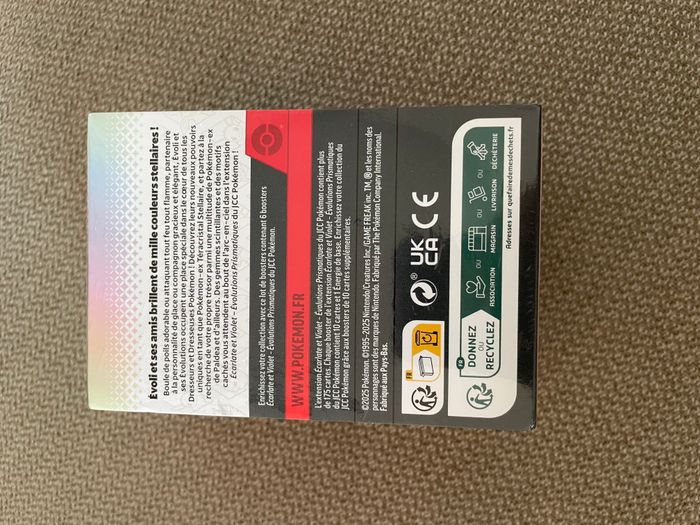 Évoli et ses amis brillent de mille couleurs stellaires !
Boule de poils adorable ou attaquant tout feu tout flamme, partenaire
à la personnalité de glace ou compagnon gracieux et élégant, Évoli et
ses Évolutions occupent une place spéciale dans le cœur de tous les
Dresseurs et Dresseuses Pokémon ! Découvrez leurs nouveaux pouvoirs
uniques en tant que Pokémon-ex Téracristal Stellaire, et partez à la
recherche de votre propre trésor parmi une multitude de Pokémon-ex
de Paldea et d'ailleurs. Des gemmes scintillantes et des motifs
cachés vous attendent au bout de l'arc-en-ciel dans l'extension
Écarlate et Violet – Évolutions Prismatiques du JCC Pokémon !
Enrichissez votre collection avec ce lot de boosters contenant 6 boosters
Écarlate et Violet – Évolutions Prismatiques du JCC Pokémon.
WWW.POKEMON.FR
L'extension Écarlate et Violet – Évolutions Prismatiques du JCC Pokémon contient plus
de 175 cartes. Chaque booster de l'extension Écarlate et Violet – Évolutions Prismatiques
du JCC Pokémon contient 10 cartes et 1 Énergie de base. Enrichissez votre collection du
JCC Pokémon grâce aux boosters de 10 cartes supplémentaires.
©2025 Pokémon. ©1995–2025 Nintendo/Creatures Inc./GAME FREAK inc. TM, ® et les noms des
personnages sont des marques de Nintendo. Fabriqué par The Pokémon Company International.
Fabriqué aux Pays-Bas.
FR
UK
CA
CE
FR
DONNEZ
OU
RECYCLEZ
ASSOCIATION
OU
MAGASIN
OU
LIVRAISON
OU
DÉCHÈTERIE
Adresses sur quefairedemesdechets.fr